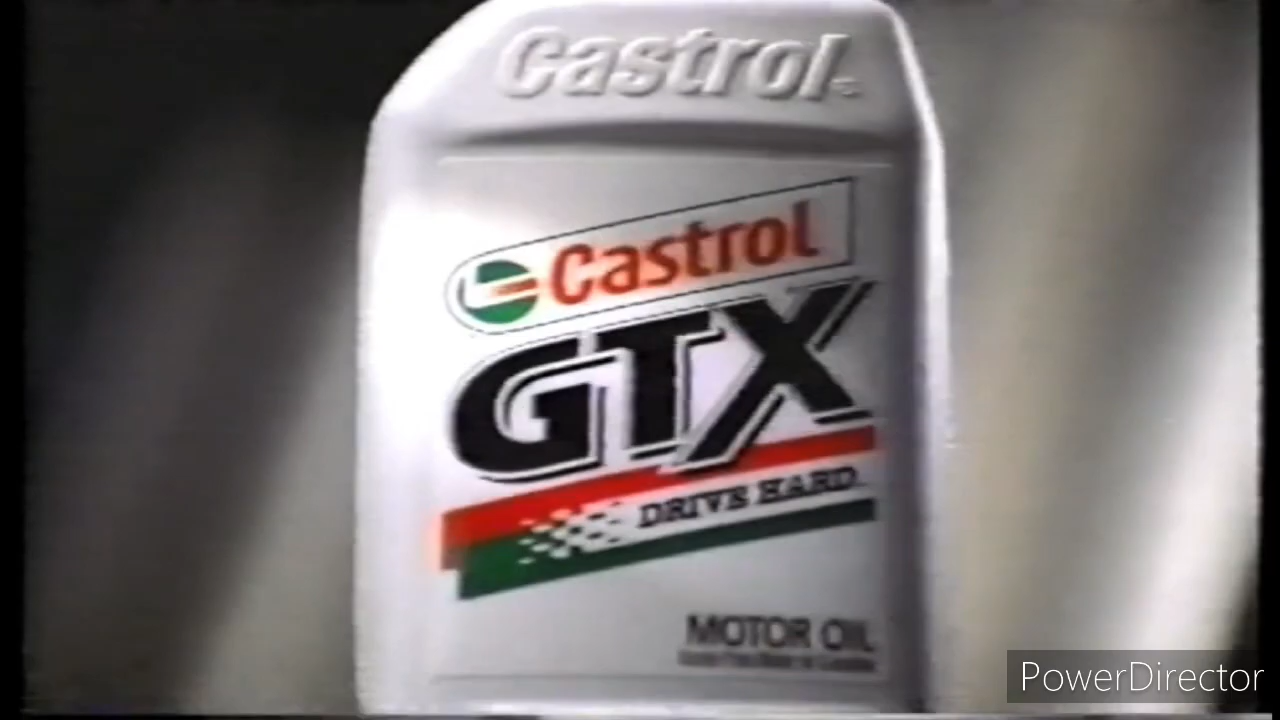 Castrol
Castrol
GTX
DRIVE HARD.
MOTOR OIL
PowerDirector